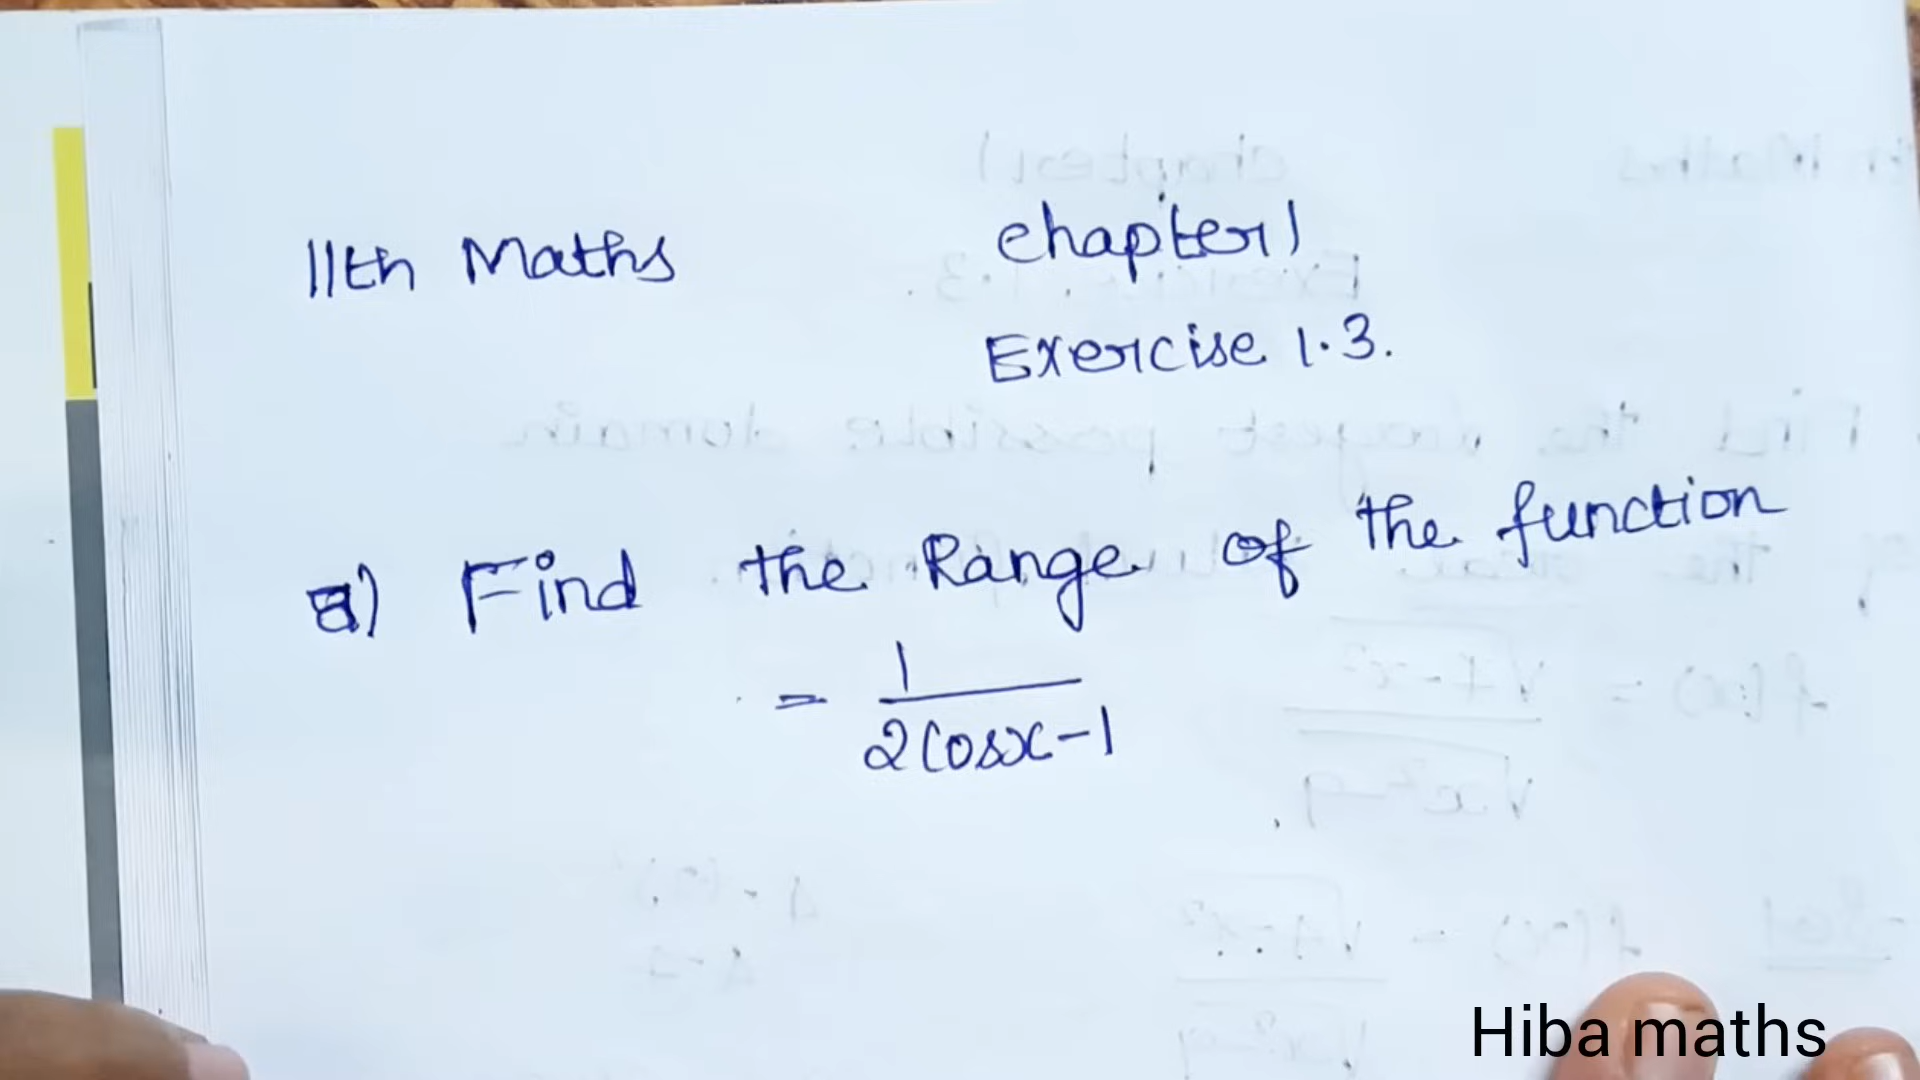 11th Maths
chapter 1
Exercise 1.3.
8) Find the Range of the function
= 1/(2cosx-1)
Hiba maths